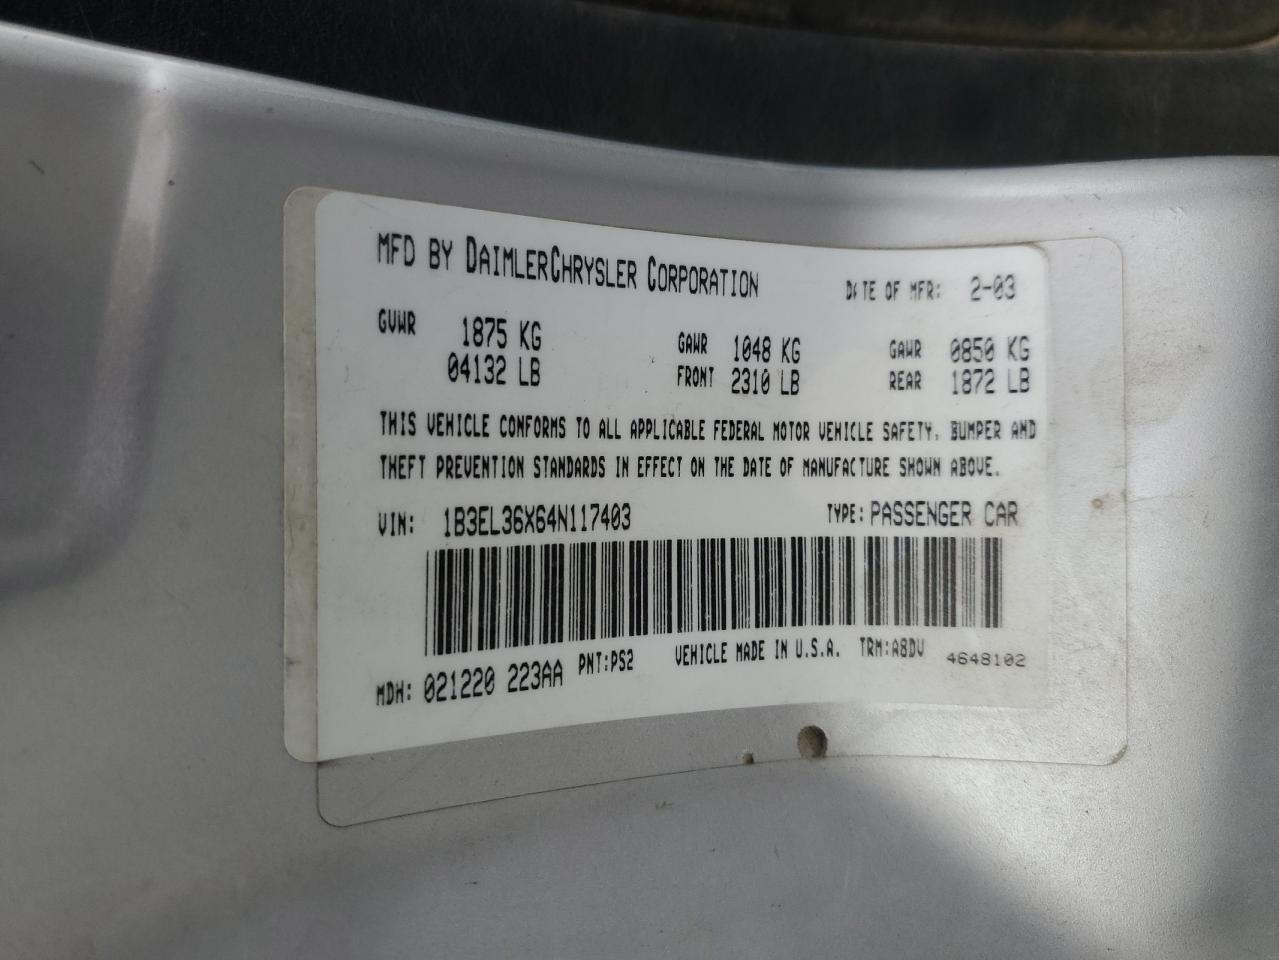 MFD BY DAIMLERCHRYSLER CORPORATION DATE OF MFR: 2-03
GVWR 1875 KG GAWR 1048 KG GAWR 0850 KG
04132 LB FRONT 2310 LB REAR 1872 LB
THIS VEHICLE CONFORMS TO ALL APPLICABLE FEDERAL MOTOR VEHICLE SAFETY, BUMPER AND
THEFT PREVENTION STANDARDS IN EFFECT ON THE DATE OF MANUFACTURE SHOWN ABOVE.
VIN: 1B3EL36X64N117403 TYPE: PASSENGER CAR
MDH: 021220 223AA PNT:PS2 VEHICLE MADE IN U.S.A. TRM:A8DV 4648102